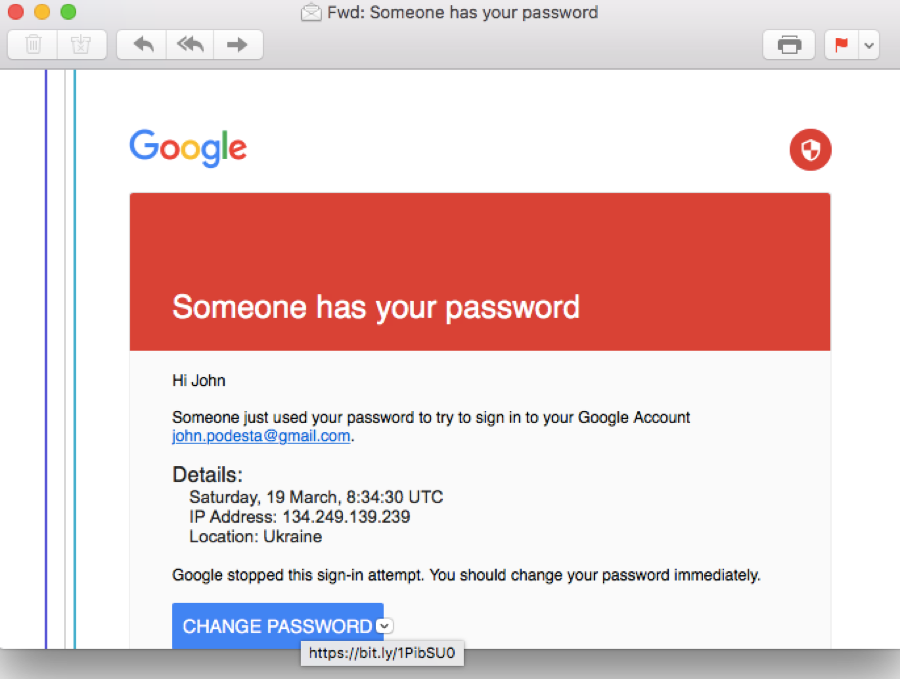 Fwd: Someone has your password
Google
Someone has your password
Hi John
Someone just used your password to try to sign in to your Google Account
john.podesta@gmail.com.
Details:
Saturday, 19 March, 8:34:30 UTC
IP Address: 134.249.139.239
Location: Ukraine
Google stopped this sign-in attempt. You should change your password immediately.
CHANGE PASSWORD
https://bit.ly/1PibSU0